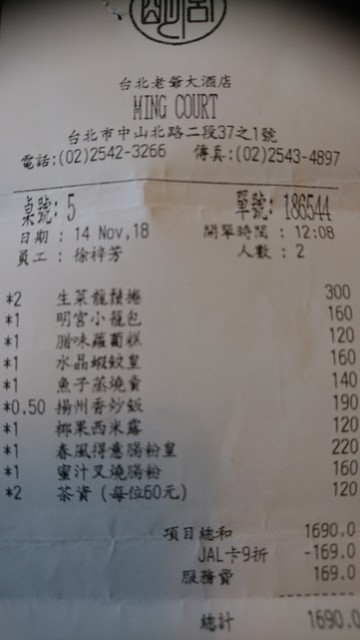 台北老爺大酒店
MING COURT
台北市中山北路二段37之1號
電話:(02)2542-3266 傳真:(02)2543-4897
桌號: 5 單號: 186544
日期 : 14 Nov,18 開單時間 : 12:08
員工 : 徐梓芳 人數 : 2
*2 生菜龍鬚捲 300
*1 明宮小籠包 160
*1 腊味蘿蔔糕 120
*1 水晶蝦餃皇 160
*1 魚子蒸燒賣 140
*0.50 揚州香炒飯 190
*1 椰果西米露 120
*1 春風得意腸粉皇 220
*1 蜜汁叉燒腸粉 160
*2 茶資 (每位60元) 120
項目總和 1690.0
JAL卡9折 -169.0
服務費 169.0
總計 1690.0